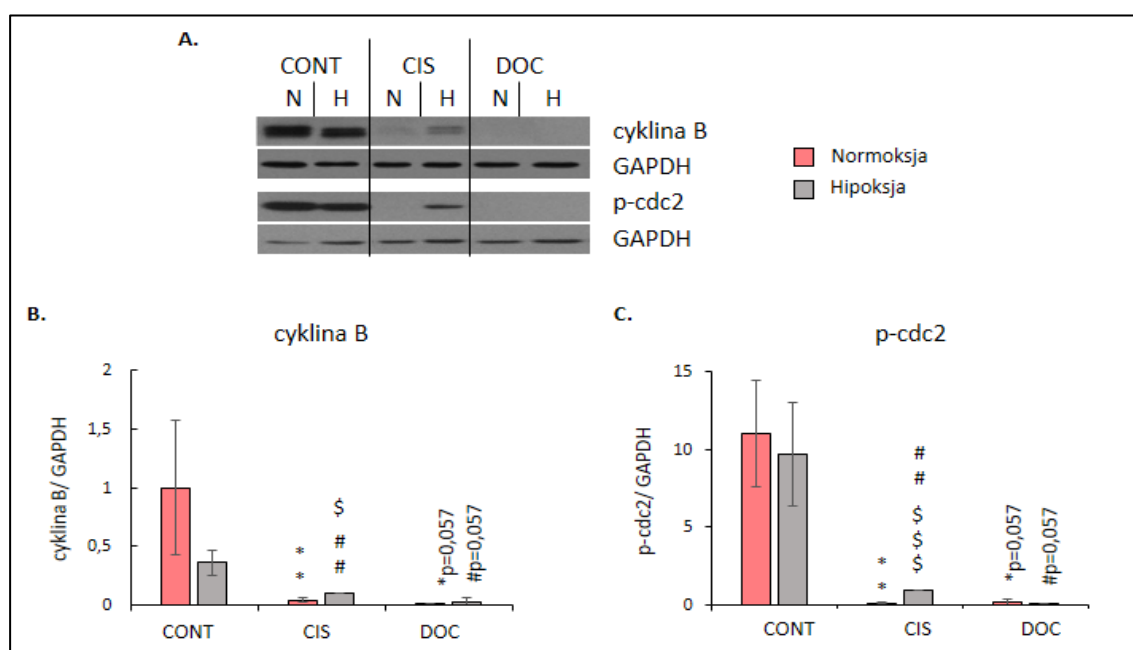 A.
CONT CIS DOC
N H N H N H
cyklina B
GAPDH
p-cdc2
GAPDH
Normoksja
Hipoksja
B.
cyklina B
cyklina B/ GAPDH
2
1,5
1
0,5
0
*
*
$
#
#
*p=0,057
#p=0,057
CONT CIS DOC
C.
p-cdc2
p-cdc2/ GAPDH
15
10
5
0
*
*
#
#
$
$
$
*p=0,057
#p=0,057
CONT CIS DOC